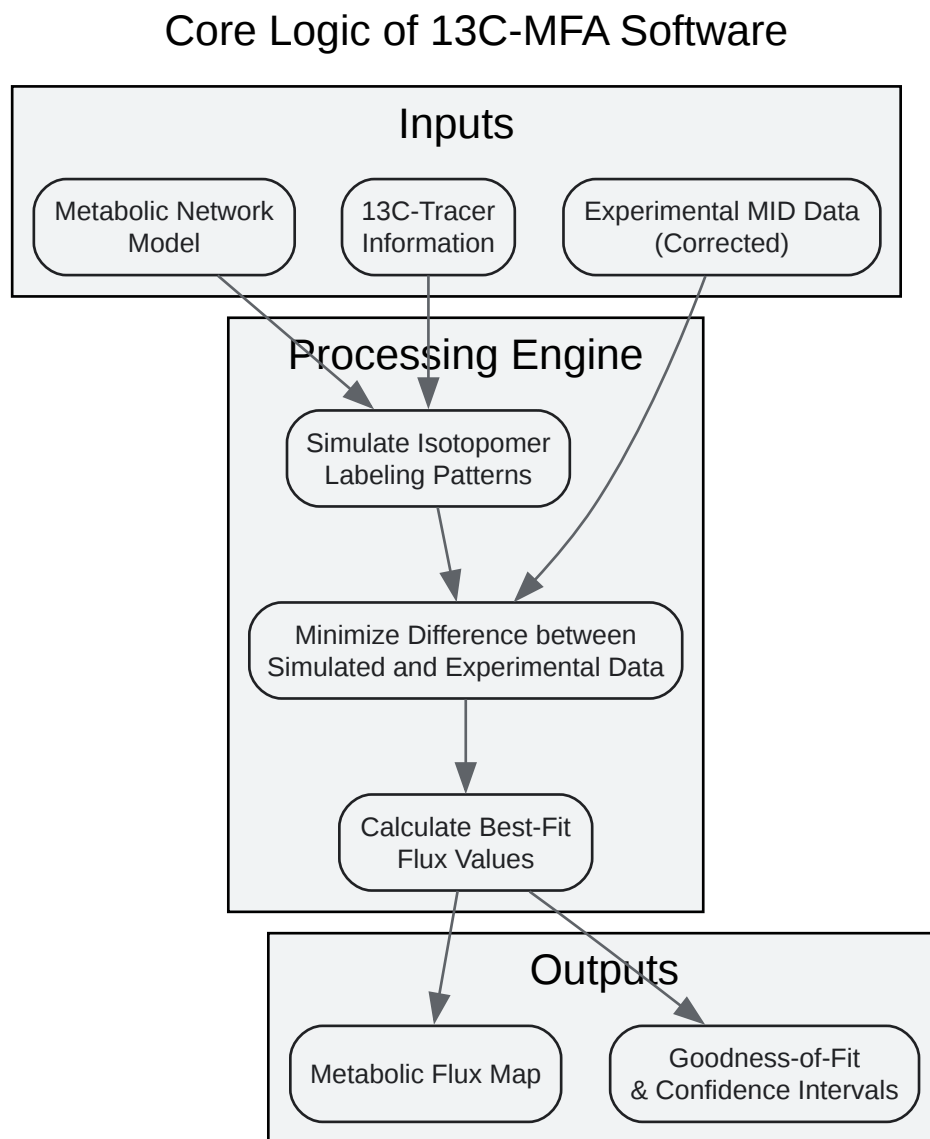 Core Logic of 13C-MFA Software
Inputs
Metabolic Network
Model
13C-Tracer
Information
Experimental MID Data
(Corrected)
Processing Engine
Simulate Isotopomer
Labeling Patterns
Minimize Difference between
Simulated and Experimental Data
Calculate Best-Fit
Flux Values
Outputs
Metabolic Flux Map
Goodness-of-Fit
& Confidence Intervals